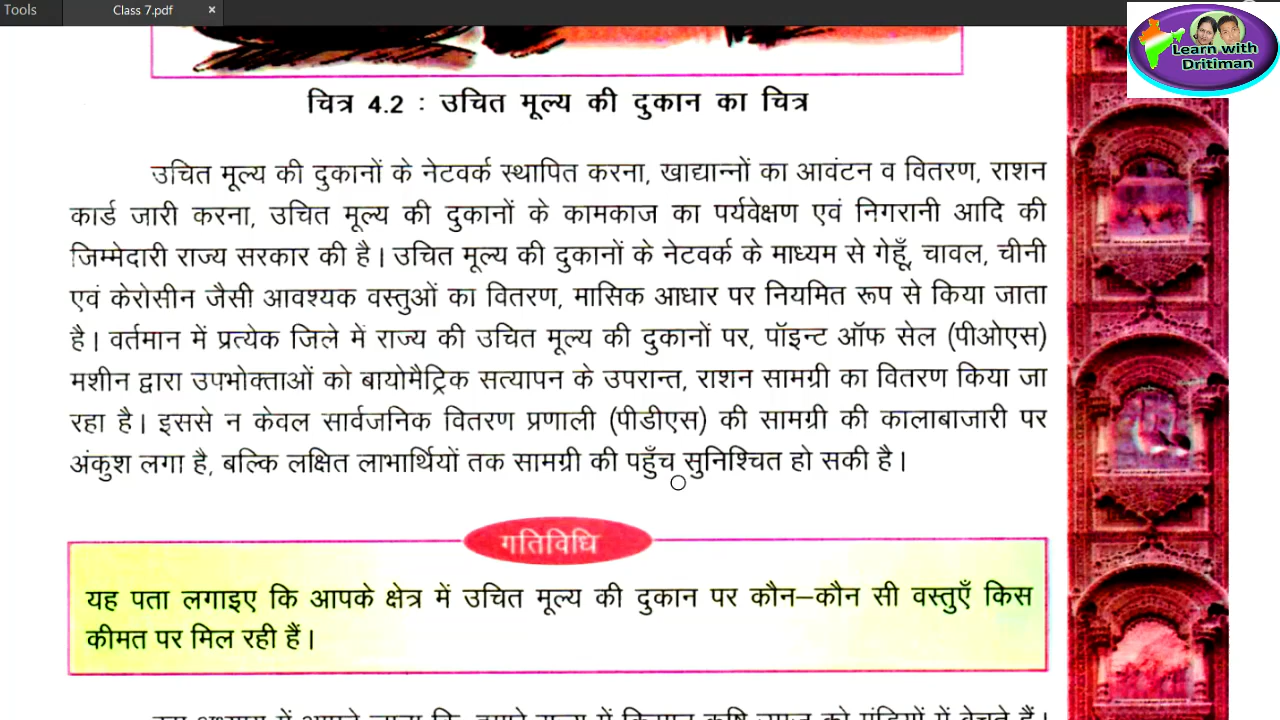 Tools
Class 7.pdf
×
Learn with
Dritiman
चित्र 4.2 : उचित मूल्य की दुकान का चित्र
उचित मूल्य की दुकानों के नेटवर्क स्थापित करना, खाद्यान्नों का आवंटन व वितरण, राशन
कार्ड जारी करना, उचित मूल्य की दुकानों के कामकाज का पर्यवेक्षण एवं निगरानी आदि की
जिम्मेदारी राज्य सरकार की है। उचित मूल्य की दुकानों के नेटवर्क के माध्यम से गेहूँ, चावल, चीनी
एवं केरोसीन जैसी आवश्यक वस्तुओं का वितरण, मासिक आधार पर नियमित रूप से किया जाता
है। वर्तमान में प्रत्येक जिले में राज्य की उचित मूल्य की दुकानों पर, पॉइन्ट ऑफ सेल (पीओएस)
मशीन द्वारा उपभोक्ताओं को बायोमैट्रिक सत्यापन के उपरान्त, राशन सामग्री का वितरण किया जा
रहा है। इससे न केवल सार्वजनिक वितरण प्रणाली (पीडीएस) की सामग्री की कालाबाजारी पर
अंकुश लगा है, बल्कि लक्षित लाभार्थियों तक सामग्री की पहुँच सुनिश्चित हो सकी है।
गतिविधि
यह पता लगाइए कि आपके क्षेत्र में उचित मूल्य की दुकान पर कौन–कौन सी वस्तुएँ किस
कीमत पर मिल रही हैं।